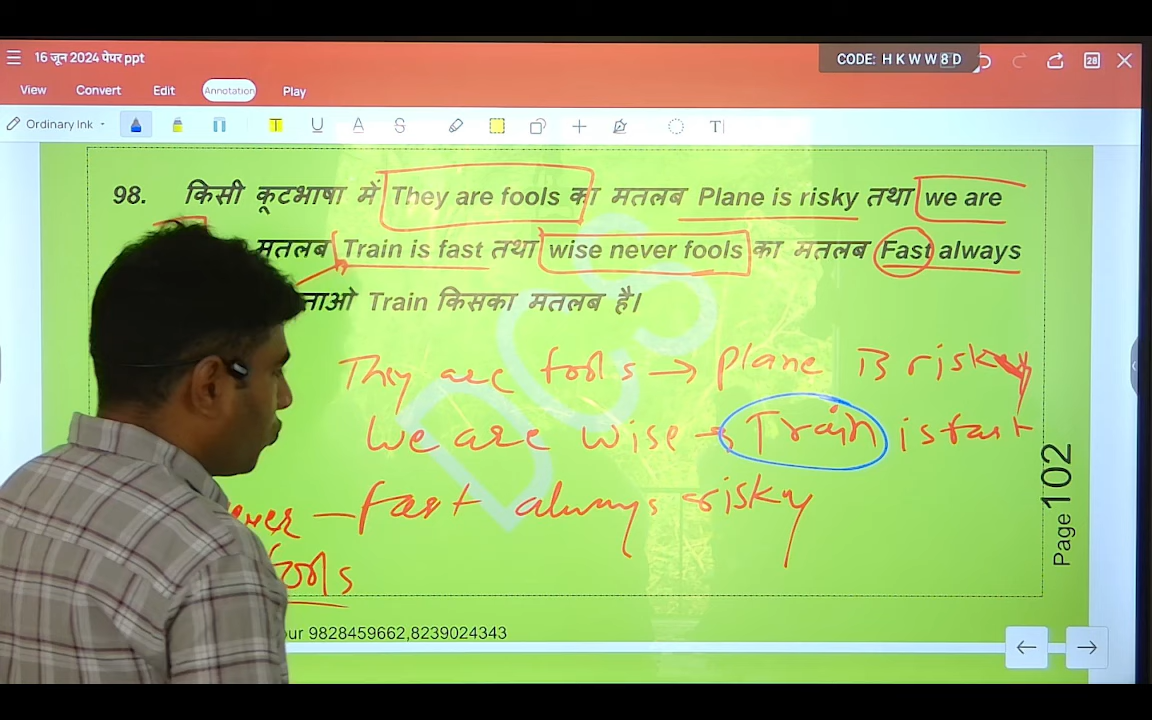 16 जून 2024 पेपर ppt
CODE: HKWW8D
28
View Convert Edit Annotation Play
Ordinary Ink
98. किसी कूटभाषा में They are fools का मतलब Plane is risky तथा we are
मतलब Train is fast तथा wise never fools का मतलब Fast always
Train किसका मतलब है।
They are fools → Plane is risky
We are wise → Train is fast
fast always risky
DCS
Page 102
9828459662,8239024343